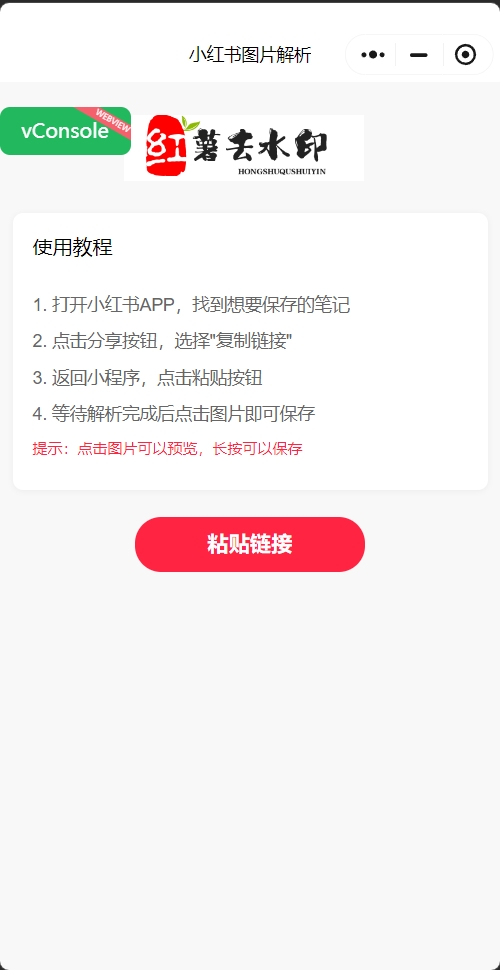 小红书图片解析
vConsole
WEBVIEW
红薯去水印
HONGSHUQUSHUIYIN
使用教程
1. 打开小红书APP，找到想要保存的笔记
2. 点击分享按钮，选择"复制链接"
3. 返回小程序，点击粘贴按钮
4. 等待解析完成后点击图片即可保存
提示：点击图片可以预览，长按可以保存
粘贴链接